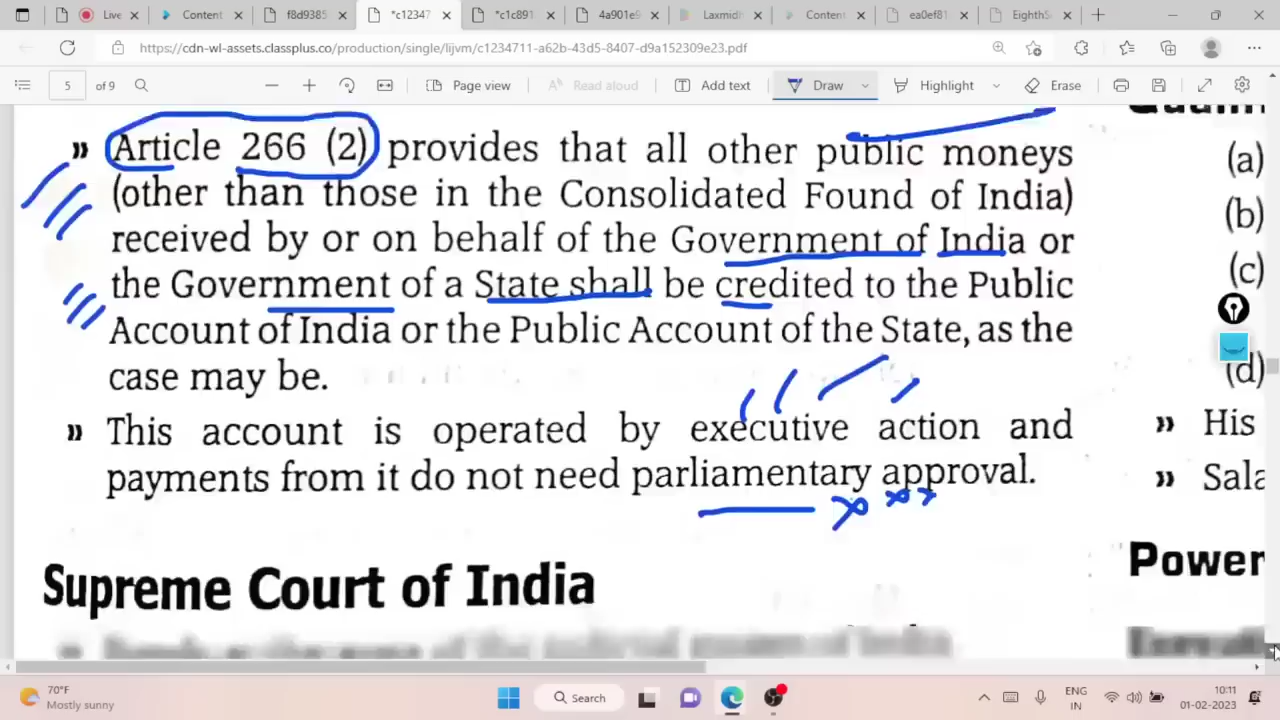 Live
Content
f8d9385
*c12347
*c1c891
4a901e9
Laxmidh
Content
ea0ef81
EighthS
https://cdn-wl-assets.classplus.co/production/single/lijvm/c1234711-a62b-43d5-8407-d9a152309e23.pdf
5 of 9 Page view Read aloud Add text Draw Highlight Erase
» Article 266 (2) provides that all other public moneys
(other than those in the Consolidated Found of India)
received by or on behalf of the Government of India or
the Government of a State shall be credited to the Public
Account of India or the Public Account of the State, as the
case may be.
» This account is operated by executive action and
payments from it do not need parliamentary approval.
Supreme Court of India
(a)
(b)
(c)
(d)
» His
» Sala
Power
70°F
Mostly sunny
Search
ENG
IN
10:11
01-02-2023